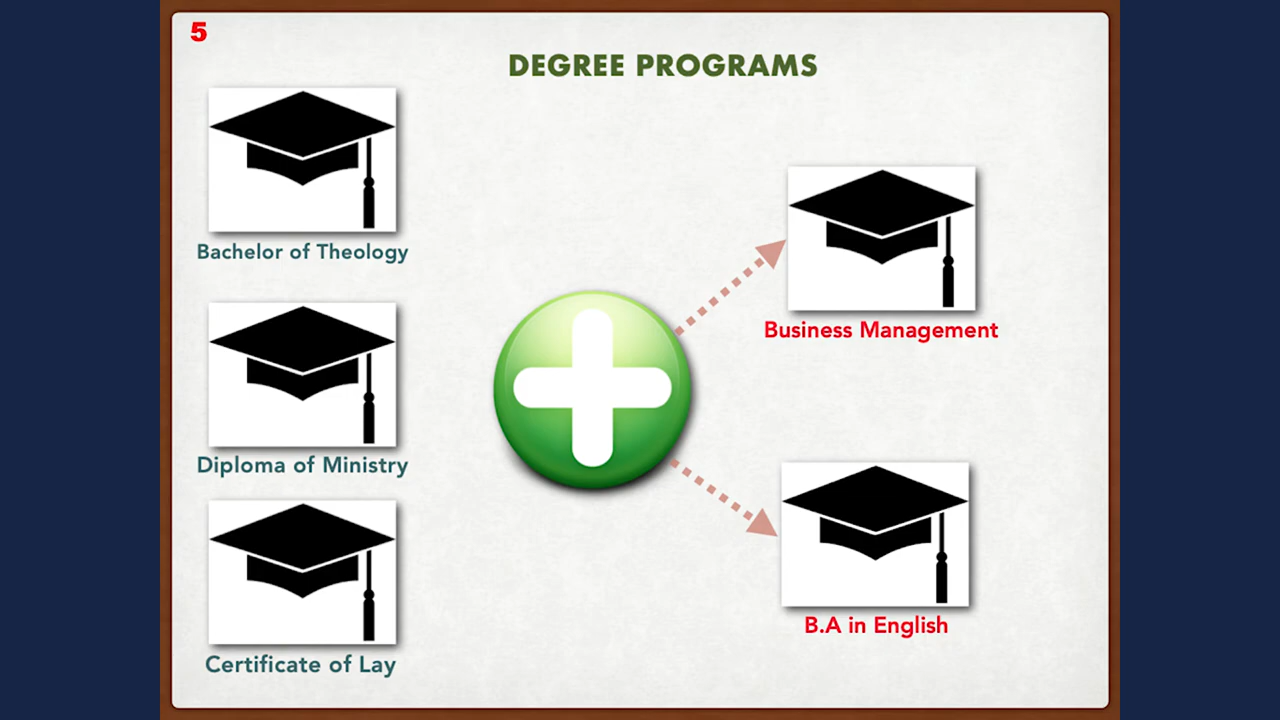 5
DEGREE PROGRAMS
Bachelor of Theology
Diploma of Ministry
Certificate of Lay
Business Management
B.A in English